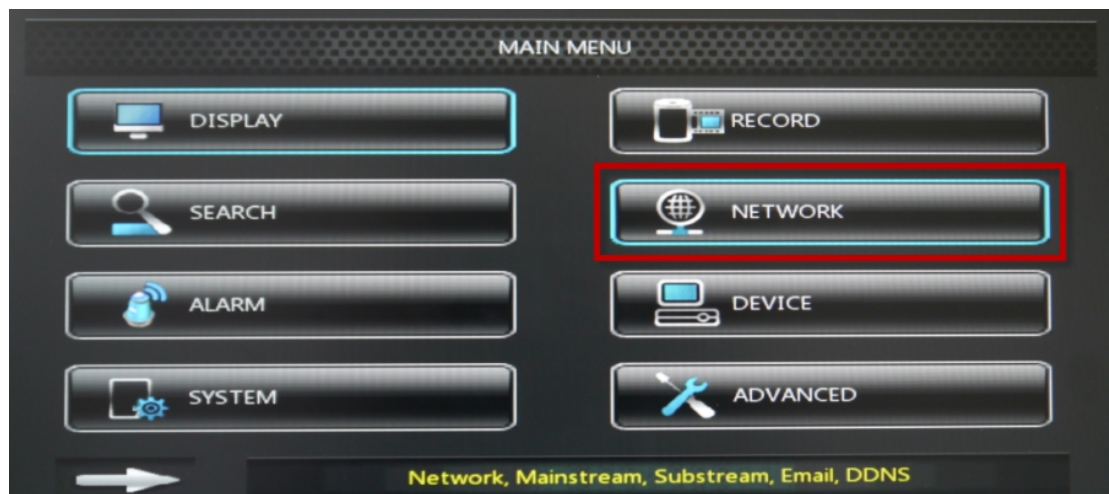 MAIN MENU
DISPLAY
RECORD
SEARCH
NETWORK
ALARM
DEVICE
SYSTEM
ADVANCED
Network, Mainstream, Substream, Email, DDNS